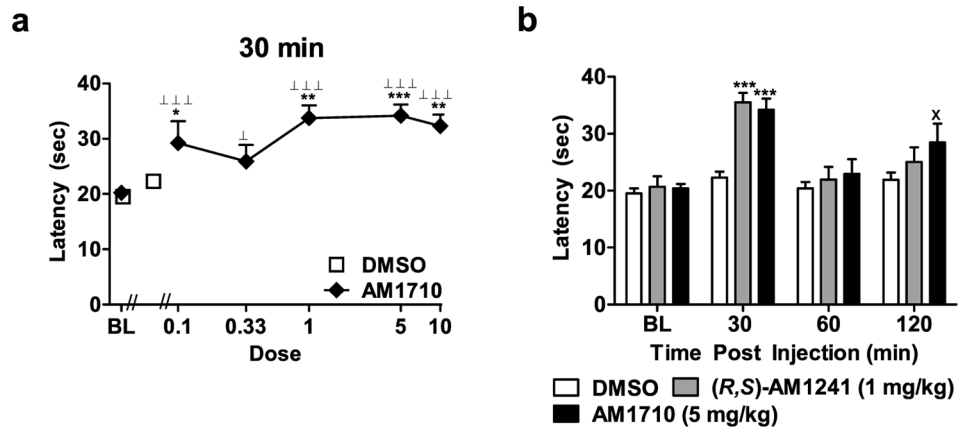 a
30 min
Latency (sec)
40
30
20
10
0
⊥⊥⊥
*
⊥
⊥⊥⊥
**
⊥⊥⊥
***
⊥⊥⊥
**
DMSO
AM1710
BL // // 0.1 0.33 1 5 10
Dose
b
Latency (sec)
40
30
20
10
0
*** ***
x
BL 30 60 120
Time Post Injection (min)
DMSO (R,S)-AM1241 (1 mg/kg)
AM1710 (5 mg/kg)